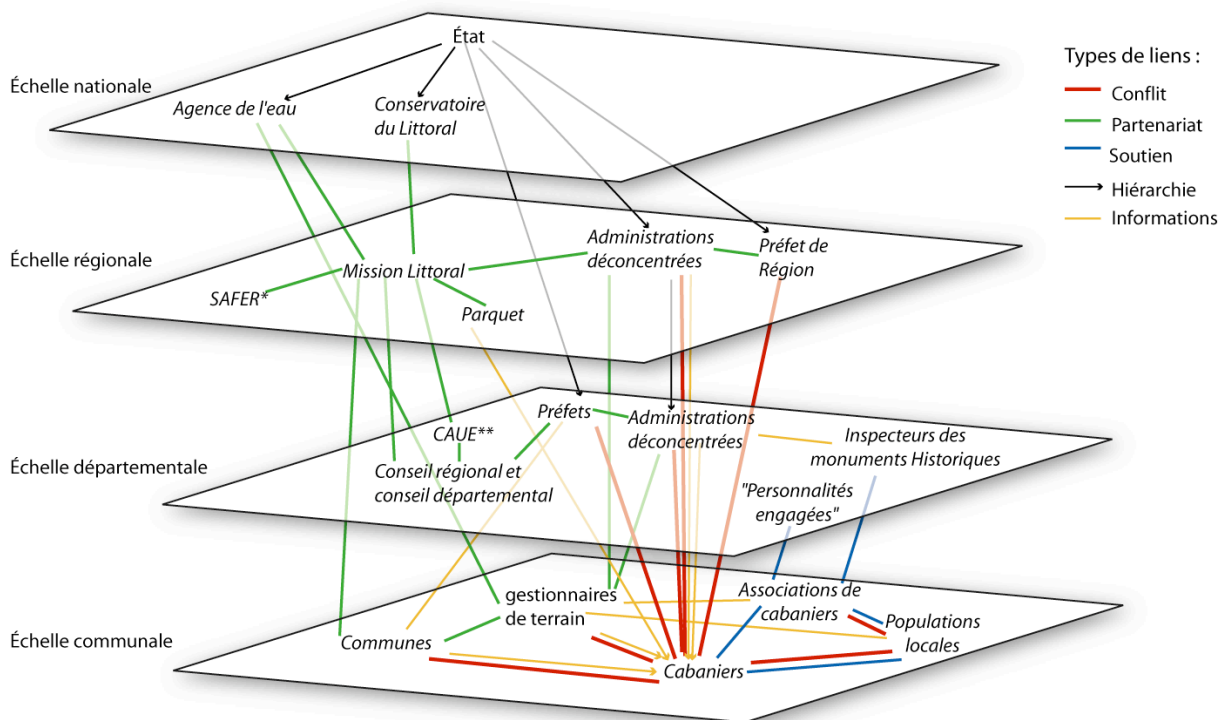 État
Échelle nationale
Agence de l'eau
Conservatoire
du Littoral
Types de liens :
Conflit
Partenariat
Soutien
Hiérarchie
Informations
Échelle régionale
Mission Littoral
SAFER*
Parquet
Administrations
déconcentrées
Préfet de
Région
Échelle départementale
Préfets
CAUE**
Conseil régional et
conseil départemental
Administrations
déconcentrées
Inspecteurs des
monuments Historiques
"Personnalités
engagées"
Échelle communale
gestionnaires
de terrain
Communes
Associations de
cabaniers
Populations
locales
Cabaniers